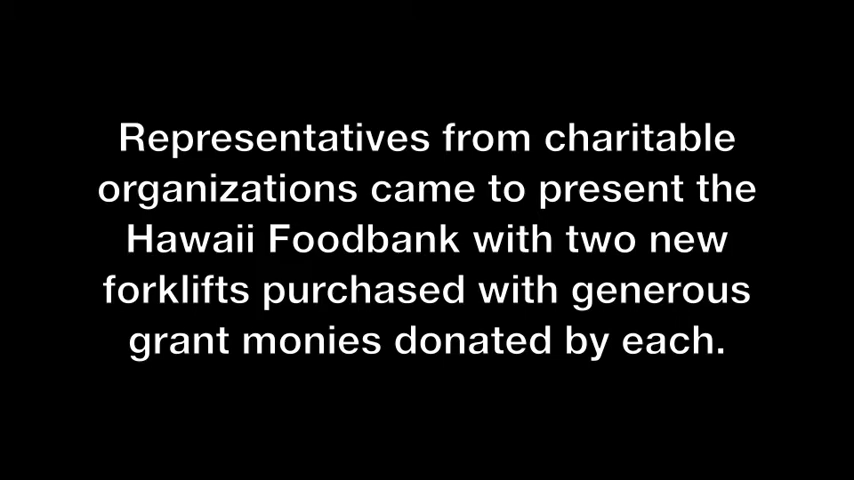 Representatives from charitable
organizations came to present the
Hawaii Foodbank with two new
forklifts purchased with generous
grant monies donated by each.